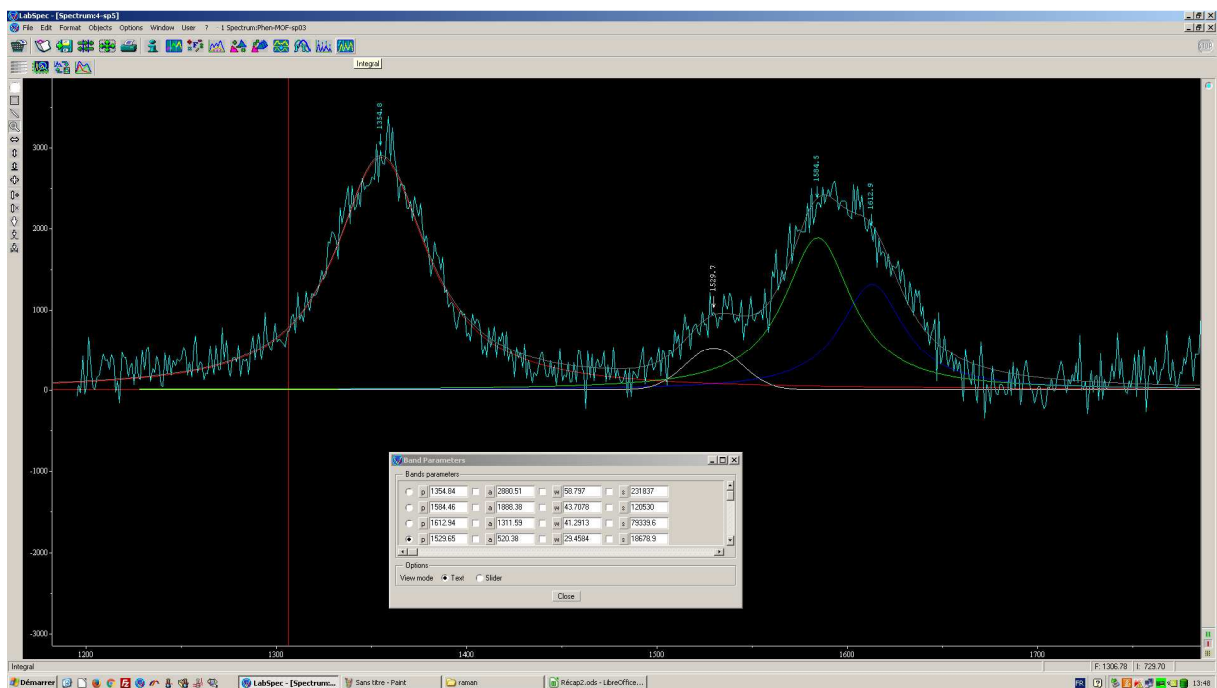 LabSpec - [Spectrum:4-sp5]
File Edit Format Objects Options Window User ? 1 Spectrum:Phen-MOF-sp03
STOP
Integral
1354.8
1584.5
1612.9
1529.7
3000
2000
1000
0
-1000
-2000
-3000
Band Parameters
Bands parameters
p 1354.84 a 2880.51 w 58.797 s 231837
p 1584.46 a 1888.38 w 43.7078 s 120530
p 1612.94 a 1311.59 w 41.2913 s 79339.6
p 1529.65 a 520.38 w 29.4584 s 18678.9
Options
View mode Text Slider
Close
1200 1300 1400 1500 1600 1700
Integral F: 1306.78 I: 729.70
Démarrer LabSpec - [Spectrum:... Sans titre - Paint raman Récap2.ods - LibreOffice... FR 13:48